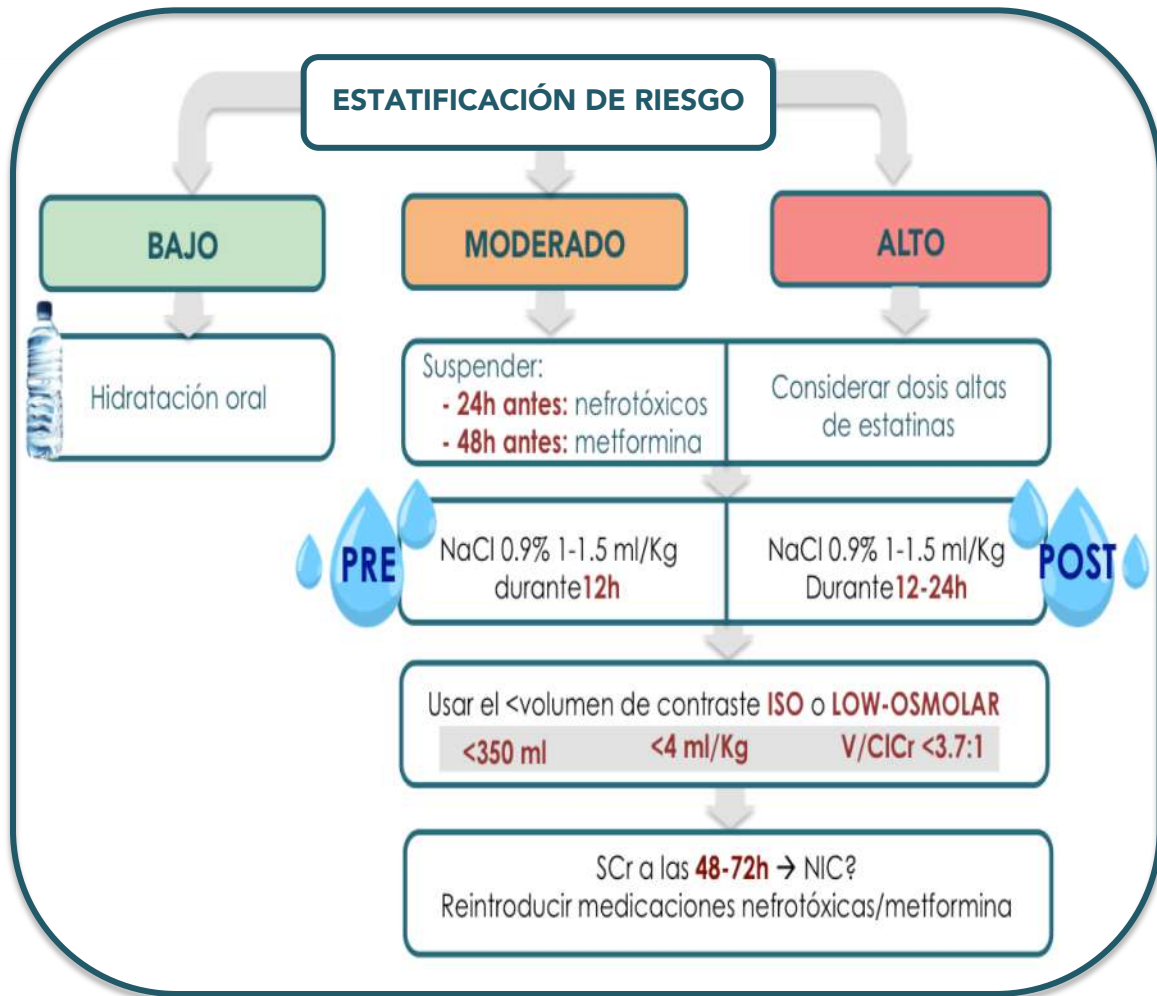 ESTATIFICACIÓN DE RIESGO
BAJO
MODERADO
ALTO
Hidratación oral
Suspender:
- 24h antes: nefrotóxicos
- 48h antes: metformina
Considerar dosis altas
de estatinas
PRE
NaCl 0.9% 1-1.5 ml/Kg
durante12h
NaCl 0.9% 1-1.5 ml/Kg
Durante12-24h
POST
Usar el <volumen de contraste ISO o LOW-OSMOLAR
<350 ml <4 ml/Kg V/ClCr <3.7:1
SCr a las 48-72h → NIC?
Reintroducir medicaciones nefrotóxicas/metformina